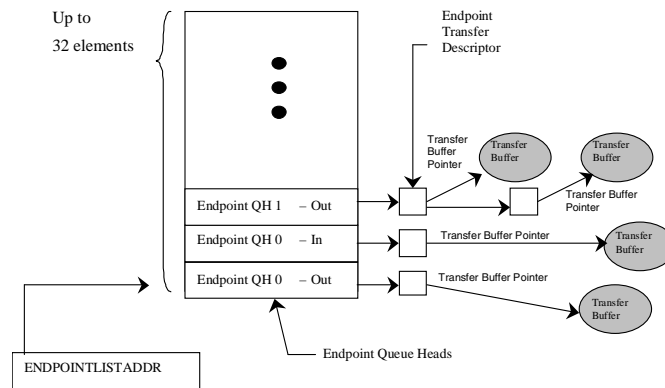 Up to
32 elements
Endpoint
Transfer
Descriptor
Transfer
Buffer
Pointer
Transfer
Buffer
Transfer
Buffer
Endpoint QH 1 – Out
Transfer Buffer
Pointer
Endpoint QH 0 – In
Transfer Buffer Pointer
Transfer
Buffer
Endpoint QH 0 – Out
Transfer Buffer Pointer
Transfer
Buffer
Endpoint Queue Heads
ENDPOINTLISTADDR